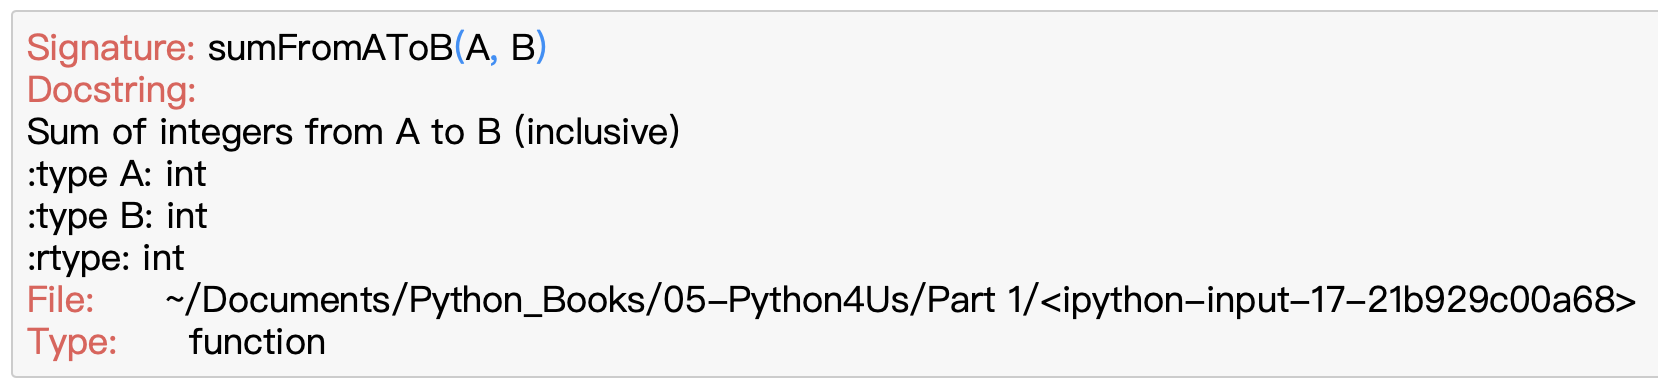 Signature: sumFromAToB(A, B)
Docstring:
Sum of integers from A to B (inclusive)
:type A: int
:type B: int
:rtype: int
File: ~/Documents/Python_Books/05-Python4Us/Part 1/<ipython-input-17-21b929c00a68>
Type: function